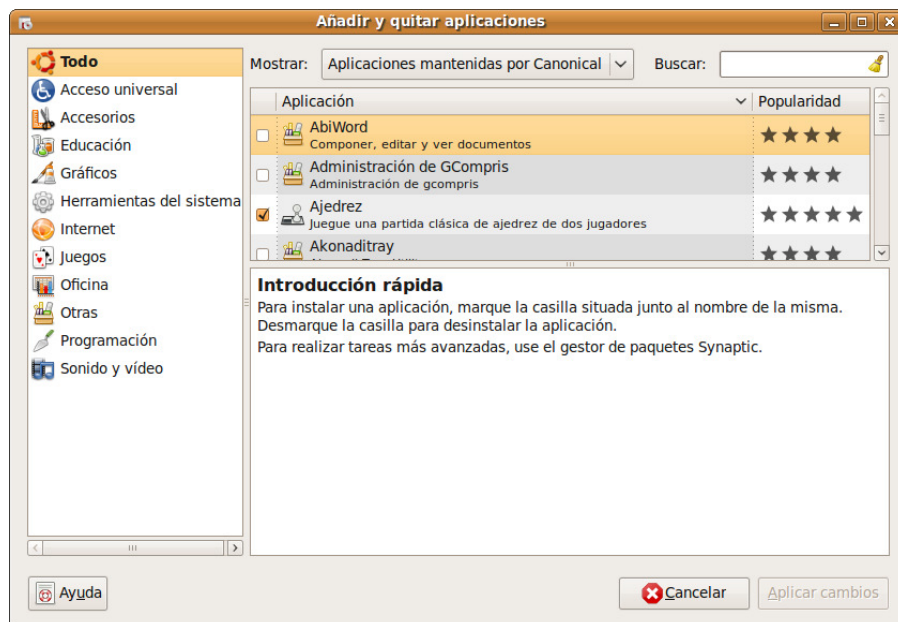 Añadir y quitar aplicaciones
Todo
Acceso universal
Accesorios
Educación
Gráficos
Herramientas del sistema
Internet
Juegos
Oficina
Otras
Programación
Sonido y vídeo
Mostrar: Aplicaciones mantenidas por Canonical Buscar:
Aplicación Popularidad
AbiWord
Componer, editar y ver documentos
Administración de GCompris
Administración de gcompris
Ajedrez
Juegue una partida clásica de ajedrez de dos jugadores
Akonaditray
Introducción rápida
Para instalar una aplicación, marque la casilla situada junto al nombre de la misma.
Desmarque la casilla para desinstalar la aplicación.
Para realizar tareas más avanzadas, use el gestor de paquetes Synaptic.
Ayuda Cancelar Aplicar cambios